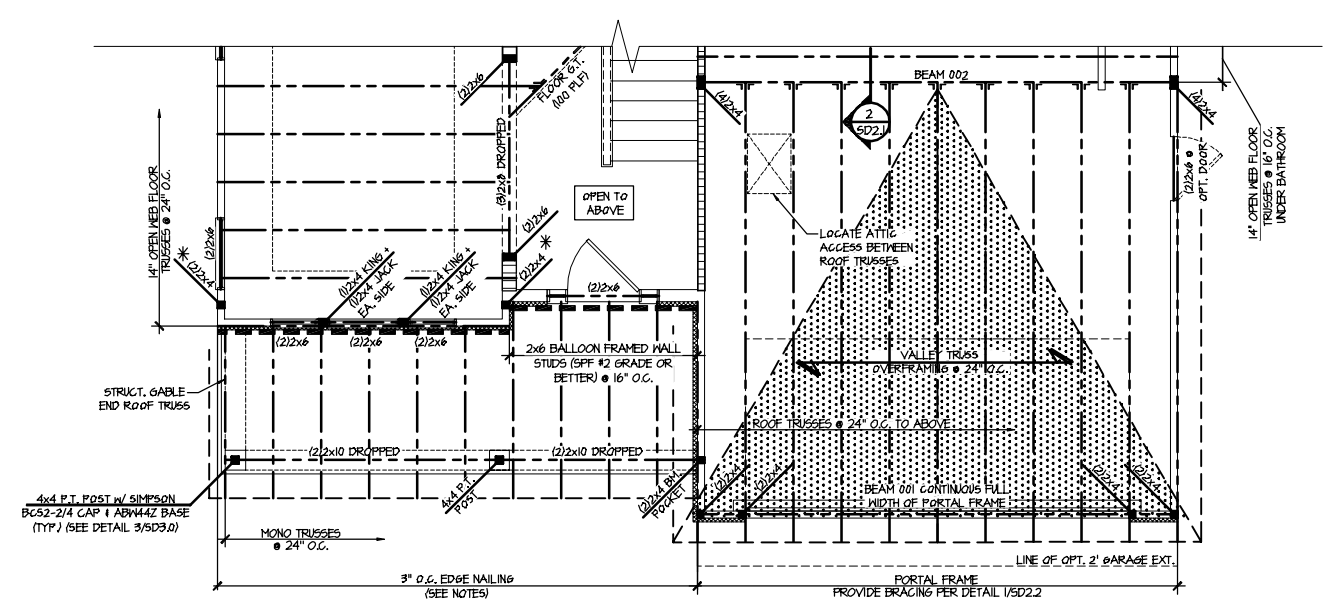 (2)2x6
FLOOR G.T.
(100 PLF)
BEAM 002
(4)2x4
(4)2x4
2
SD2.1
(3)2x8 DROPPED
14" OPEN WEB FLOOR
TRUSSES @ 24" O.C.
(2)2x6
*
(2)2x4
(1)2x4 KING +
(1)2x4 JACK
EA. SIDE
(1)2x4 KING +
(1)2x4 JACK
EA. SIDE
OPEN TO
ABOVE
(2)2x6
*
(2)2x4
(2)2x6
LOCATE ATTIC
ACCESS BETWEEN
ROOF TRUSSES
(2)2x6 @
OPT. DOOR
14" OPEN WEB FLOOR
TRUSSES @ 16" O.C.
UNDER BATHROOM
(2)2x6
(2)2x6
(2)2x6
2x6 BALLOON FRAMED WALL
STUDS (SPF #2 GRADE OR
BETTER) @ 16" O.C.
VALLEY TRUSS
OVERFRAMING @ 24" O.C.
STRUCT. GABLE
END ROOF TRUSS
ROOF TRUSSES @ 24" O.C. TO ABOVE
(2)2x10 DROPPED
(2)2x10 DROPPED
4x4 P.T. POST W/ SIMPSON
BCS2-2/4 CAP & ABW44Z BASE
(TYP.) (SEE DETAIL 3/SD3.0)
4x4 P.T.
POST
(2)2x4 BM.
POCKET
(2)2x4
(2)2x4
(2)2x4
(2)2x4
BEAM 001 CONTINUOUS FULL
WIDTH OF PORTAL FRAME
MONO TRUSSES
@ 24" O.C.
LINE OF OPT. 2' GARAGE EXT.
3" O.C. EDGE NAILING
(SEE NOTES)
PORTAL FRAME
PROVIDE BRACING PER DETAIL 1/SD2.2